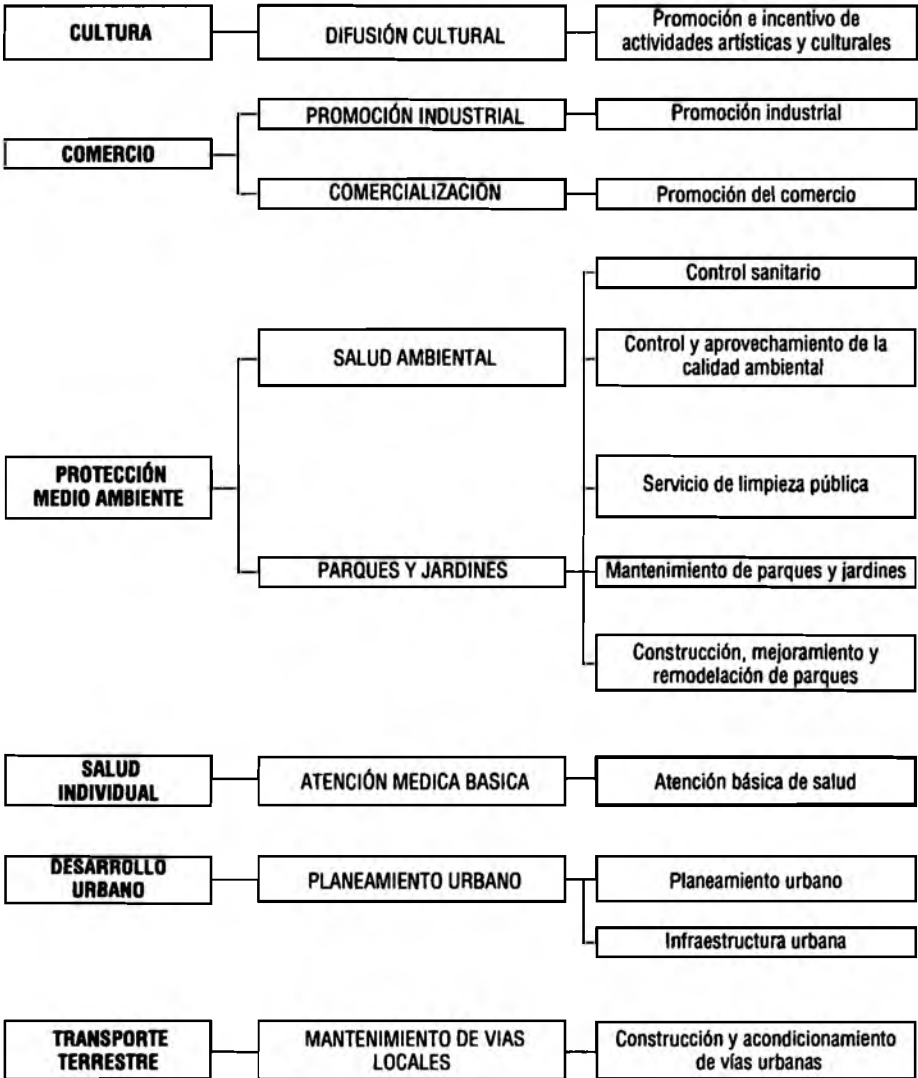 CULTURA
DIFUSIÓN CULTURAL
Promoción e incentivo de
actividades artísticas y culturales
COMERCIO
PROMOCIÓN INDUSTRIAL
Promoción industrial
COMERCIALIZACIÓN
Promoción del comercio
PROTECCIÓN
MEDIO AMBIENTE
SALUD AMBIENTAL
Control sanitario
Control y aprovechamiento de la
calidad ambiental
Servicio de limpieza pública
PARQUES Y JARDINES
Mantenimiento de parques y jardines
Construcción, mejoramiento y
remodelación de parques
SALUD
INDIVIDUAL
ATENCIÓN MEDICA BASICA
Atención básica de salud
DESARROLLO
URBANO
PLANEAMIENTO URBANO
Planeamiento urbano
Infraestructura urbana
TRANSPORTE
TERRESTRE
MANTENIMIENTO DE VIAS
LOCALES
Construcción y acondicionamiento
de vías urbanas